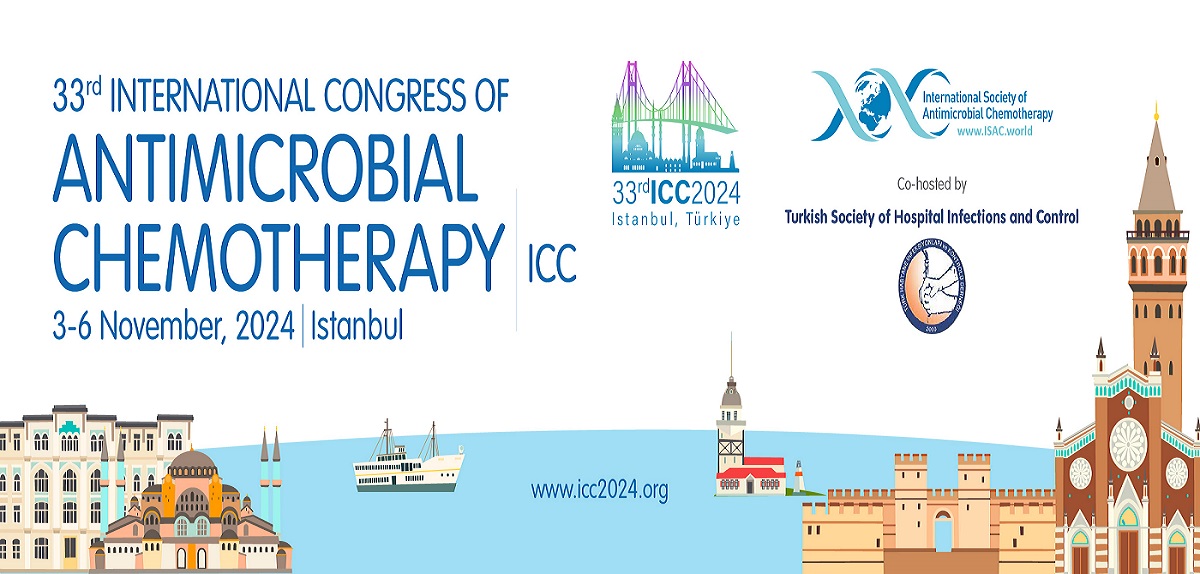 33rd INTERNATIONAL CONGRESS OF
ANTIMICROBIAL
CHEMOTHERAPY | ICC
3-6 November, 2024 | Istanbul
33rdICC2024
Istanbul, Türkiye
International Society of
Antimicrobial Chemotherapy
www.ISAC.world
Co-hosted by
Turkish Society of Hospital Infections and Control
www.icc2024.org